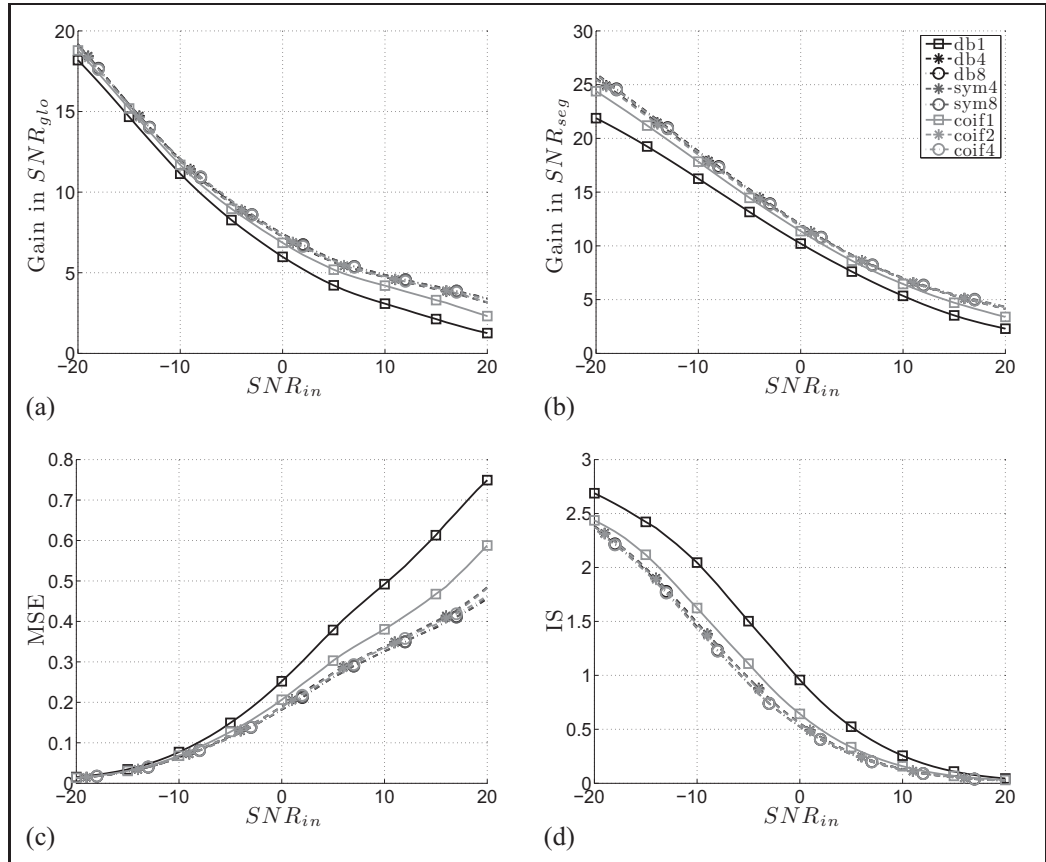 20
15
10
5
0
−20
−10
0
10
20
Gain in SNR_glo
SNR_in
(a)
30
25
20
15
10
5
0
−20
−10
0
10
20
Gain in SNR_seg
SNR_in
(b)
db1
db4
db8
sym4
sym8
coif1
coif2
coif4
0.8
0.7
0.6
0.5
0.4
0.3
0.2
0.1
0
−20
−10
0
10
20
MSE
SNR_in
(c)
3
2.5
2
1.5
1
0.5
0
−20
−10
0
10
20
IS
SNR_in
(d)